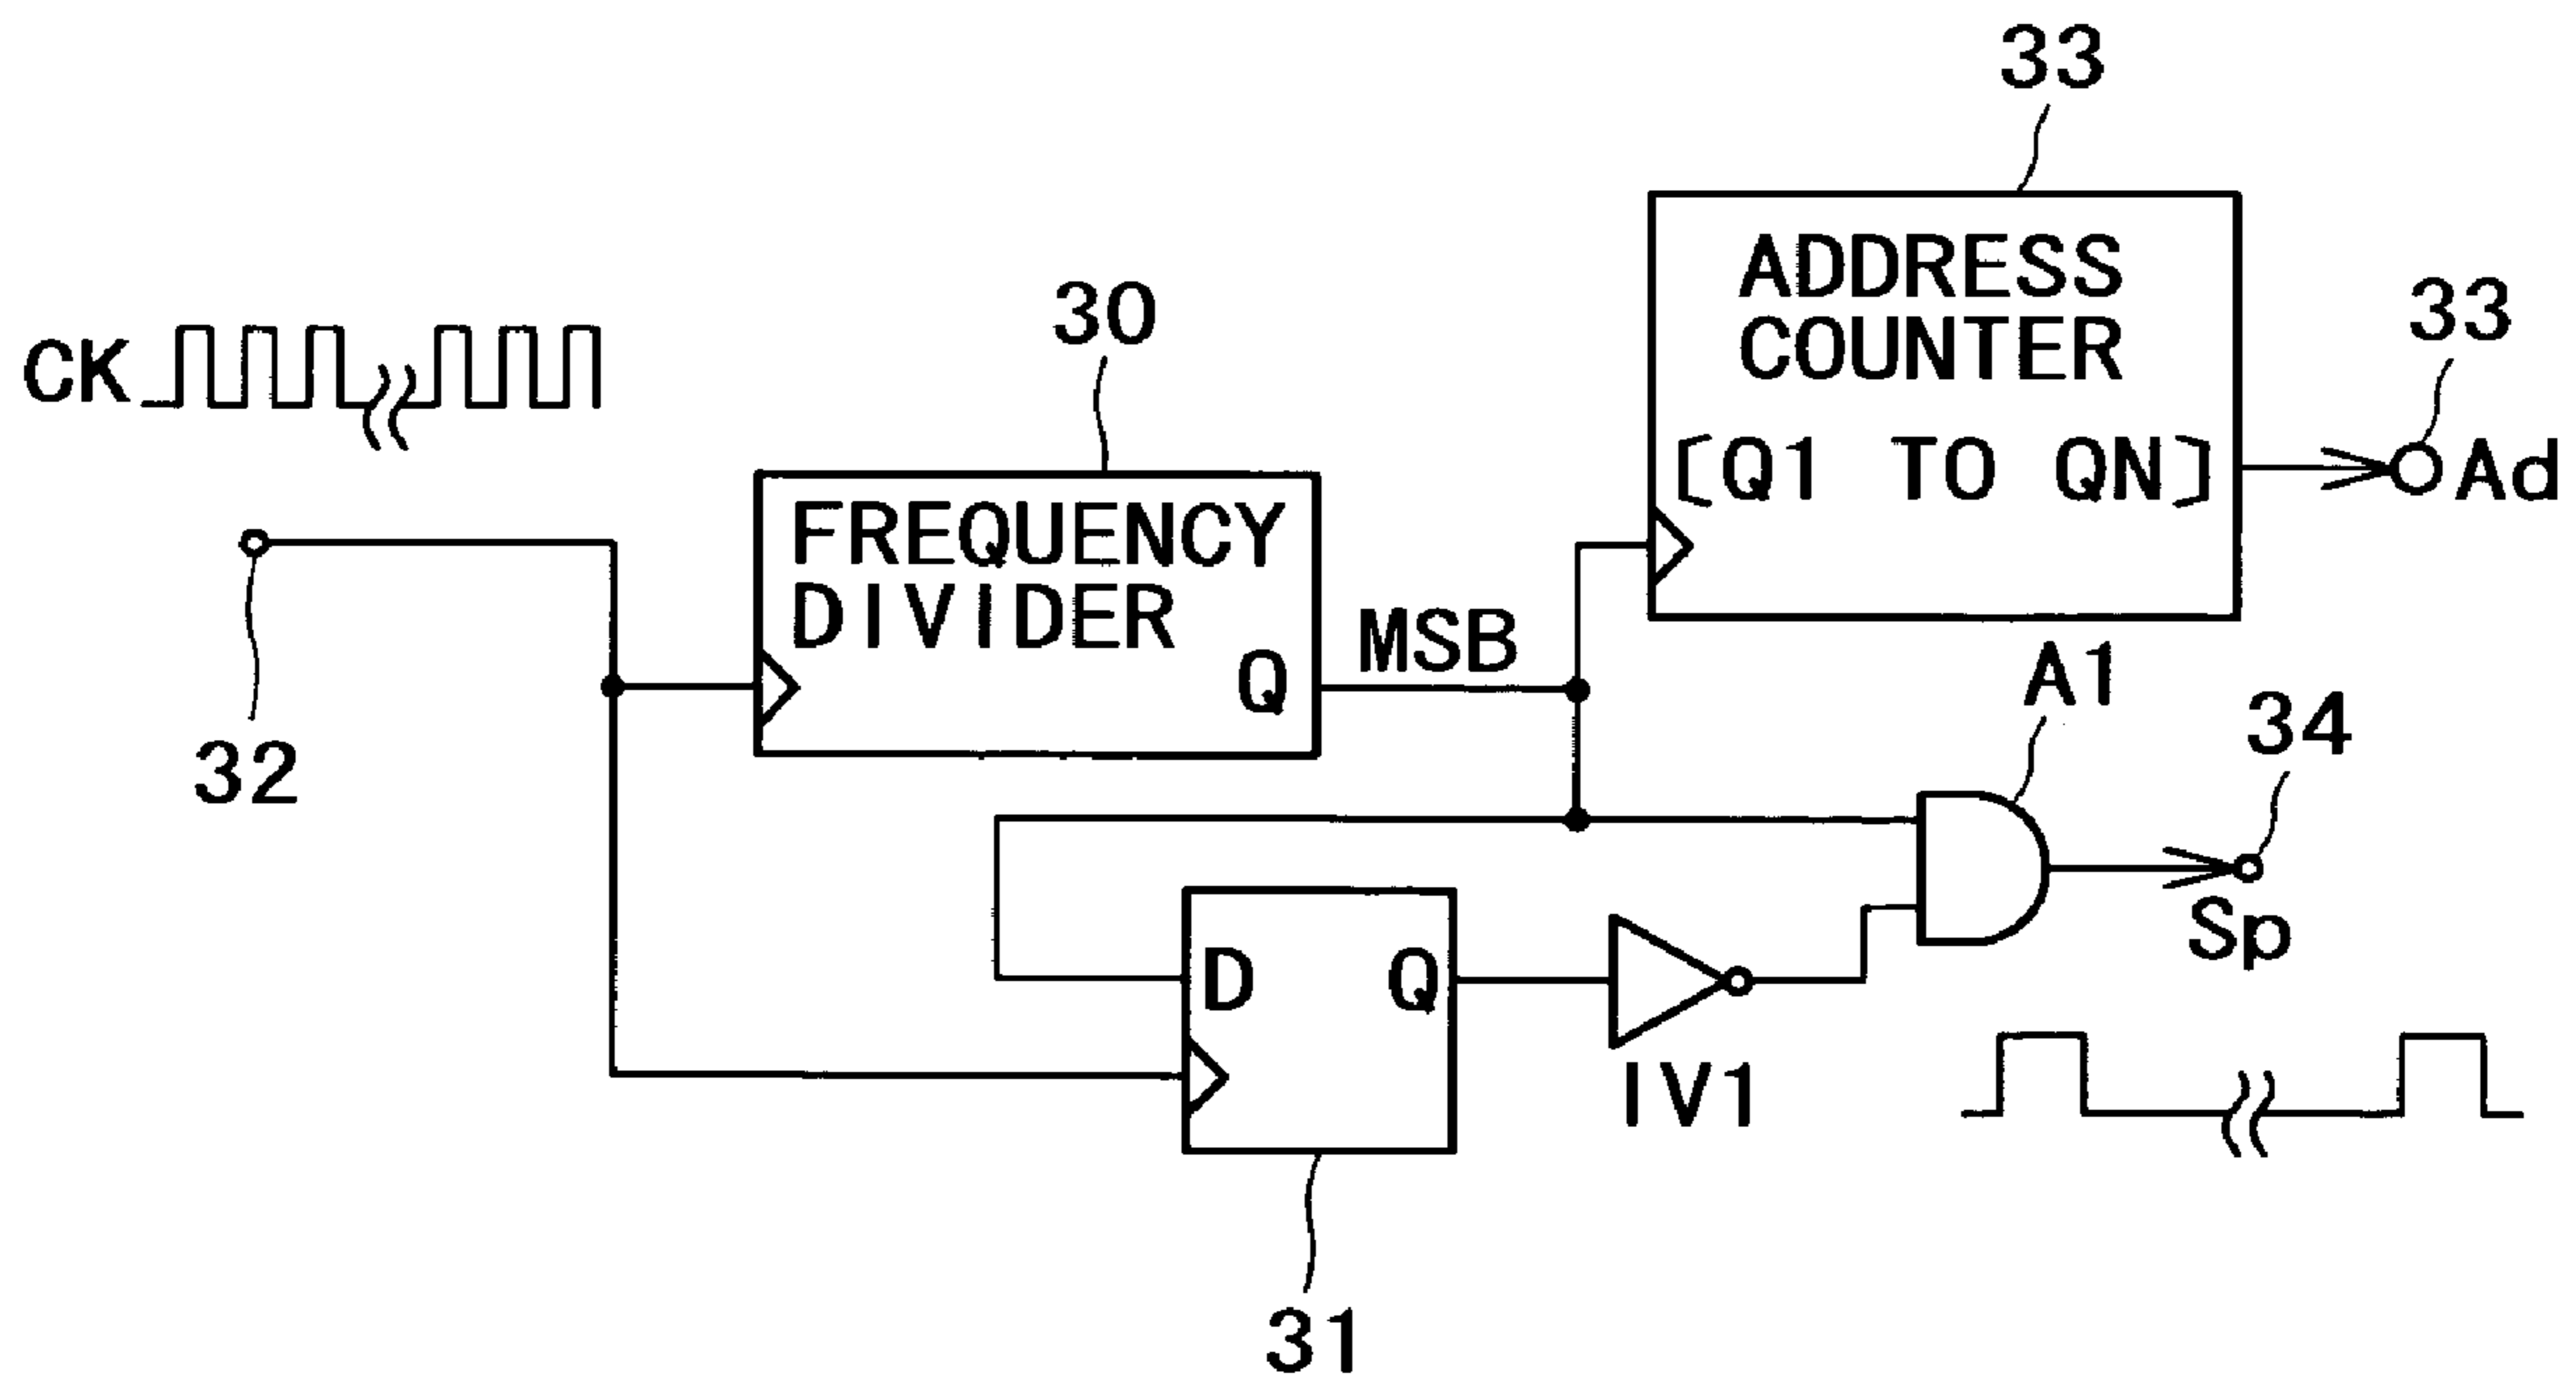 33
ADDRESS
COUNTER
[Q1 TO QN]
33
Ad
CK
30
FREQUENCY
DIVIDER
Q
MSB
32
A1
34
Sp
D
Q
IV1
31